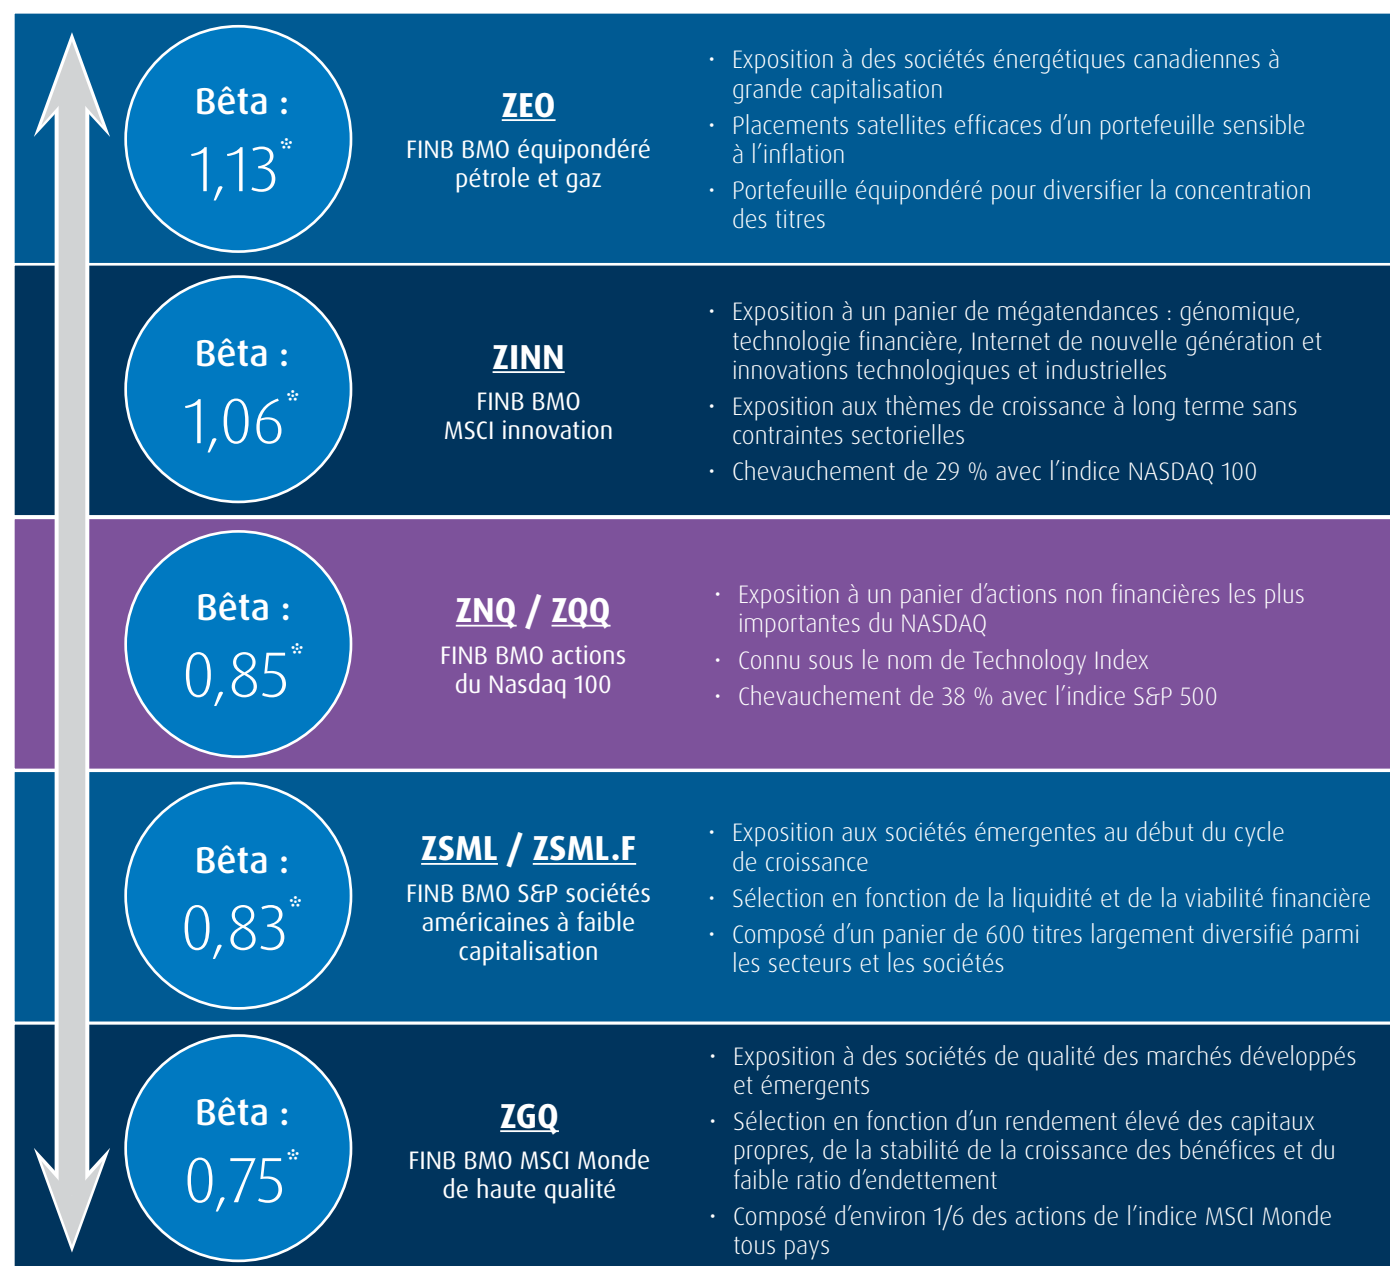 Bêta :
1,13*
ZEO
FINB BMO équipondéré
pétrole et gaz
· Exposition à des sociétés énergétiques canadiennes à
grande capitalisation
· Placements satellites efficaces d’un portefeuille sensible
à l’inflation
· Portefeuille équipondéré pour diversifier la concentration
des titres
Bêta :
1,06*
ZINN
FINB BMO
MSCI innovation
· Exposition à un panier de mégatendances : génomique,
technologie financière, Internet de nouvelle génération et
innovations technologiques et industrielles
· Exposition aux thèmes de croissance à long terme sans
contraintes sectorielles
· Chevauchement de 29 % avec l’indice NASDAQ 100
Bêta :
0,85*
ZNQ / ZQQ
FINB BMO actions
du Nasdaq 100
· Exposition à un panier d’actions non financières les plus
importantes du NASDAQ
· Connu sous le nom de Technology Index
· Chevauchement de 38 % avec l’indice S&P 500
Bêta :
0,83*
ZSML / ZSML.F
FINB BMO S&P sociétés
américaines à faible
capitalisation
· Exposition aux sociétés émergentes au début du cycle
de croissance
· Sélection en fonction de la liquidité et de la viabilité financière
· Composé d’un panier de 600 titres largement diversifié parmi
les secteurs et les sociétés
Bêta :
0,75*
ZGQ
FINB BMO MSCI Monde
de haute qualité
· Exposition à des sociétés de qualité des marchés développés
et émergents
· Sélection en fonction d’un rendement élevé des capitaux
propres, de la stabilité de la croissance des bénéfices et du
faible ratio d’endettement
· Composé d’environ 1/6 des actions de l’indice MSCI Monde
tous pays